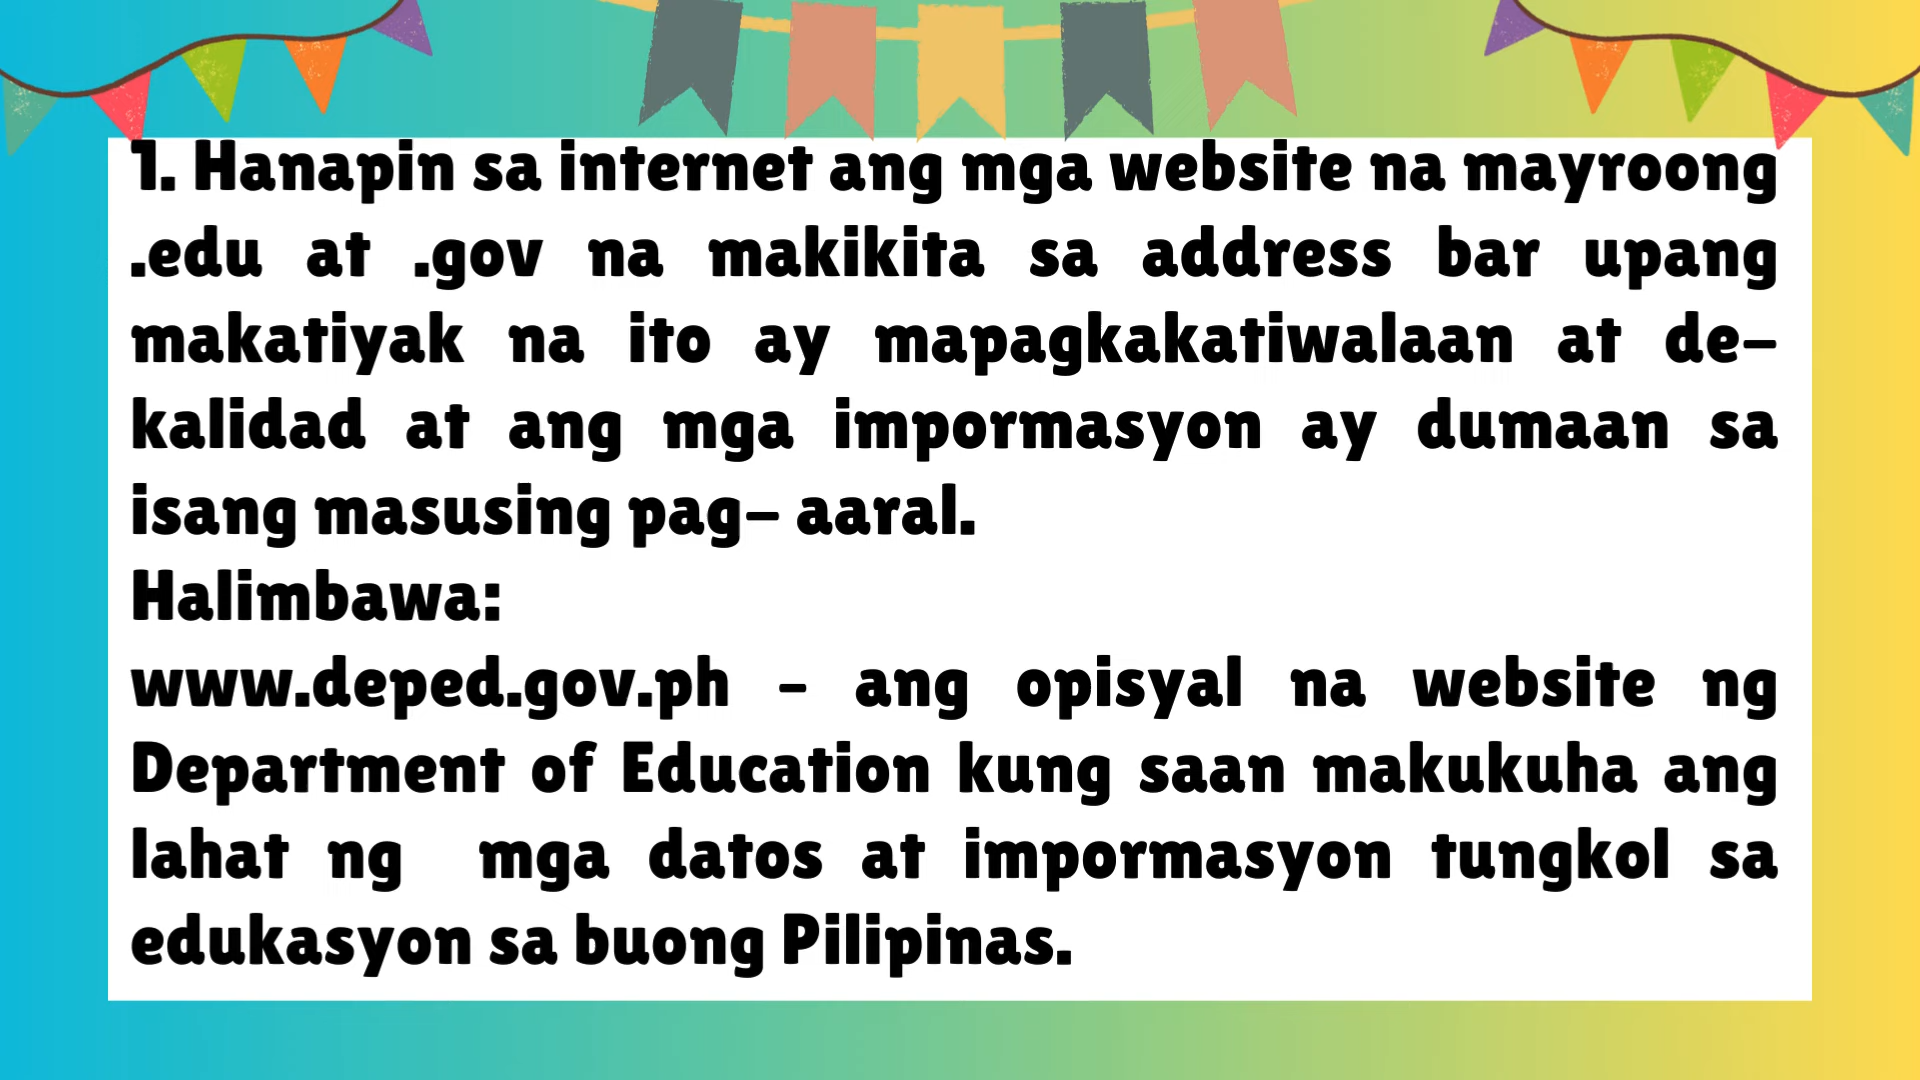 1. Hanapin sa internet ang mga website na mayroong
.edu at .gov na makikita sa address bar upang
makatiyak na ito ay mapagkakatiwalaan at de-
kalidad at ang mga impormasyon ay dumaan sa
isang masusing pag- aaral.
Halimbawa:
www.deped.gov.ph - ang opisyal na website ng
Department of Education kung saan makukuha ang
lahat ng  mga datos at impormasyon tungkol sa
edukasyon sa buong Pilipinas.